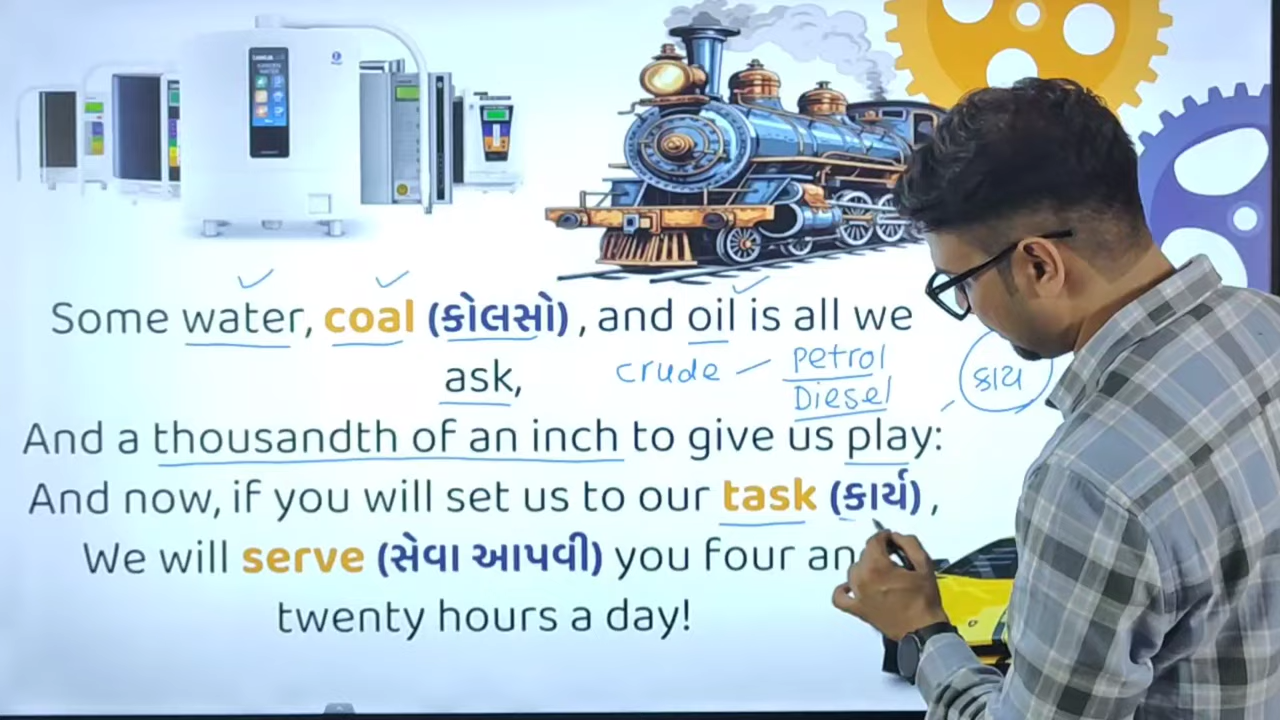 Some water, coal (કોલસો) , and oil is all we
ask,
crude — Petrol
Diesel
કાય
And a thousandth of an inch to give us play:
And now, if you will set us to our task (કાર્ય) ,
We will serve (સેવા આપવી) you four an
twenty hours a day!